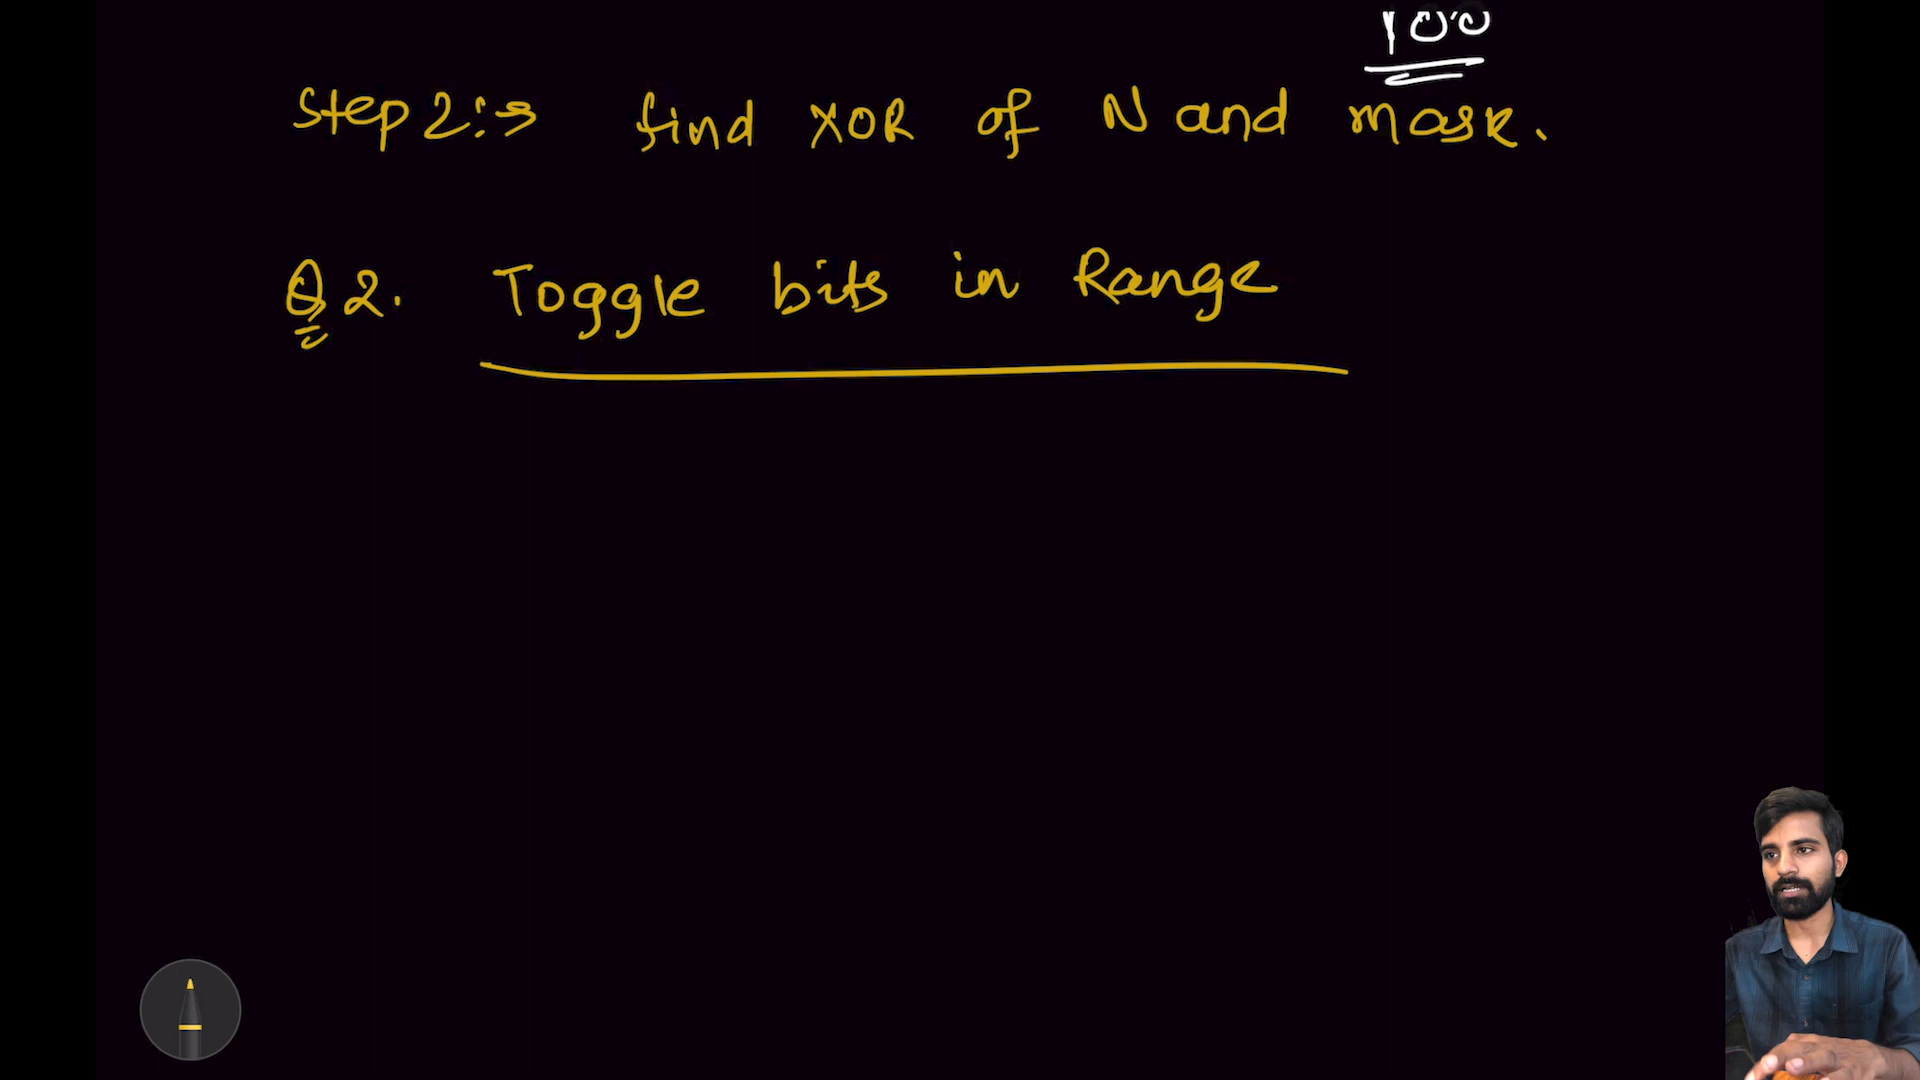 100
Step 2:→ find XOR of N and mask.
Q2. Toggle bits in Range